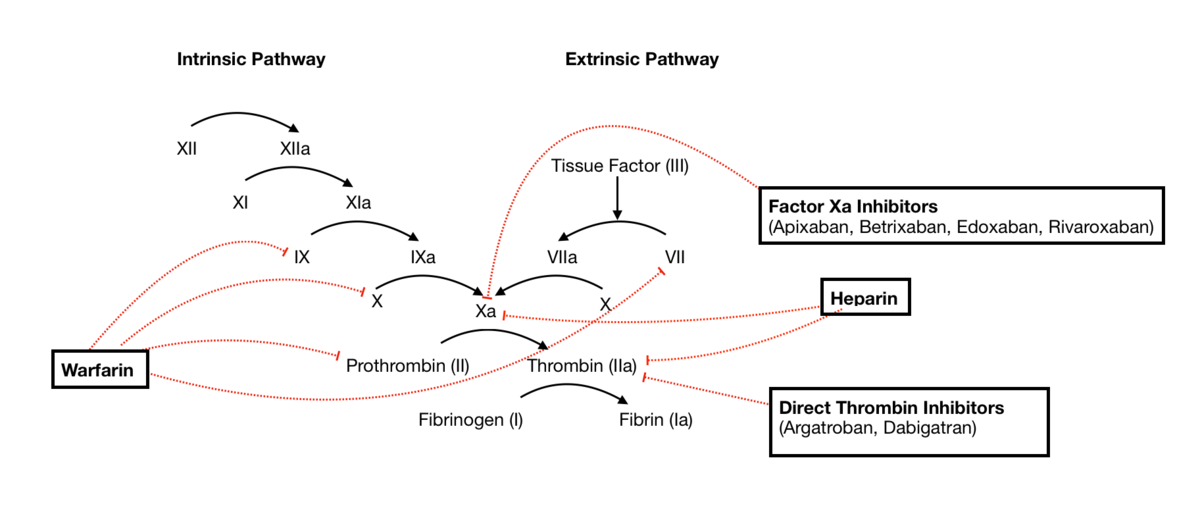 Intrinsic Pathway
Extrinsic Pathway
XII
XIIa
Tissue Factor (III)
XI
XIa
Factor Xa Inhibitors
(Apixaban, Betrixaban, Edoxaban, Rivaroxaban)
IX
IXa
VIIa
VII
X
Xa
X
Heparin
Warfarin
Prothrombin (II)
Thrombin (IIa)
Fibrinogen (I)
Fibrin (Ia)
Direct Thrombin Inhibitors
(Argatroban, Dabigatran)